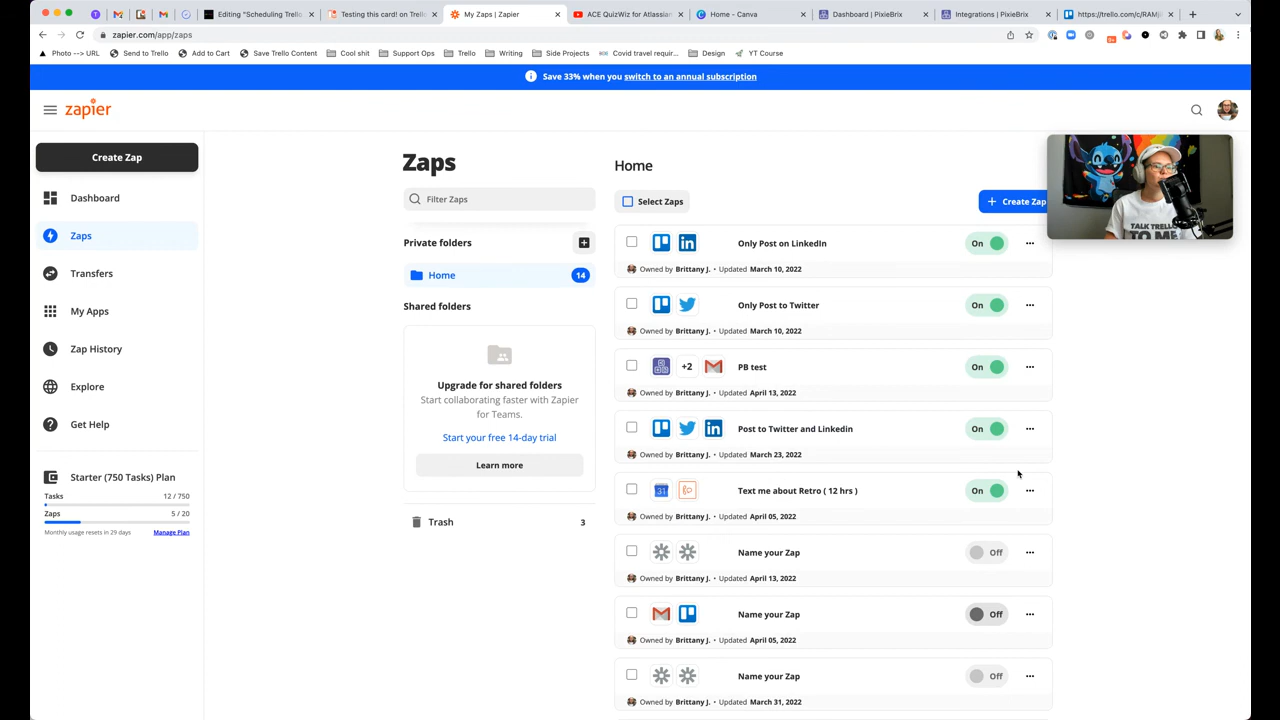 Editing "Scheduling Trello
Testing this card! on Trello
My Zaps | Zapier
ACE QuizWiz for Atlassian
Home - Canva
Dashboard | PixieBrix
Integrations | PixieBrix
https://trello.com/c/RAMj
zapier.com/app/zaps
Photo --> URL
Send to Trello
Add to Cart
Save Trello Content
Cool shit
Support Ops
Trello
Writing
Side Projects
Covid travel requir...
Design
YT Course
Save 33% when you switch to an annual subscription
zapier
Create Zap
Dashboard
Zaps
Transfers
My Apps
Zap History
Explore
Get Help
Starter (750 Tasks) Plan
Tasks 12 / 750
Zaps 5 / 20
Monthly usage resets in 29 days Manage Plan
Zaps
Filter Zaps
Private folders
Home 14
Shared folders
Upgrade for shared folders
Start collaborating faster with Zapier
for Teams.
Start your free 14-day trial
Learn more
Trash 3
Home
Select Zaps
+ Create Zap
TALK TRELLO
TO ME
Only Post on LinkedIn On
Owned by Brittany J. • Updated March 10, 2022
Only Post to Twitter On
Owned by Brittany J. • Updated March 10, 2022
+2 PB test On
Owned by Brittany J. • Updated April 13, 2022
Post to Twitter and Linkedin On
Owned by Brittany J. • Updated March 23, 2022
31 Text me about Retro ( 12 hrs ) On
Owned by Brittany J. • Updated April 05, 2022
Name your Zap Off
Owned by Brittany J. • Updated April 13, 2022
Name your Zap Off
Owned by Brittany J. • Updated April 05, 2022
Name your Zap Off
Owned by Brittany J. • Updated March 31, 2022